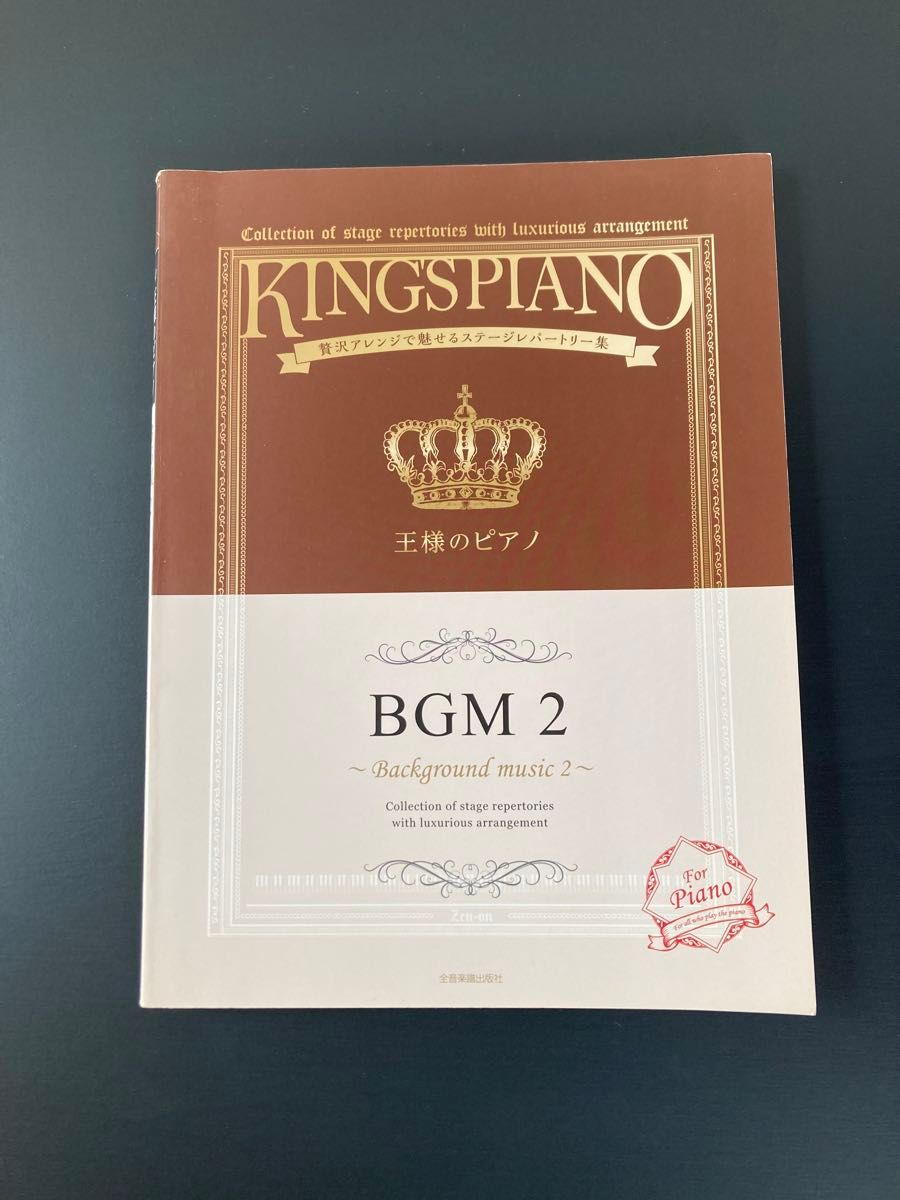 Collection of stage repertories with luxurious arrangement
KING'S PIANO
贅沢アレンジで魅せるステージレパートリー集
王様のピアノ
BGM 2
～Background music 2～
Collection of stage repertories
with luxurious arrangement
For
Piano
For all who play the piano
Zen-on
全音楽譜出版社